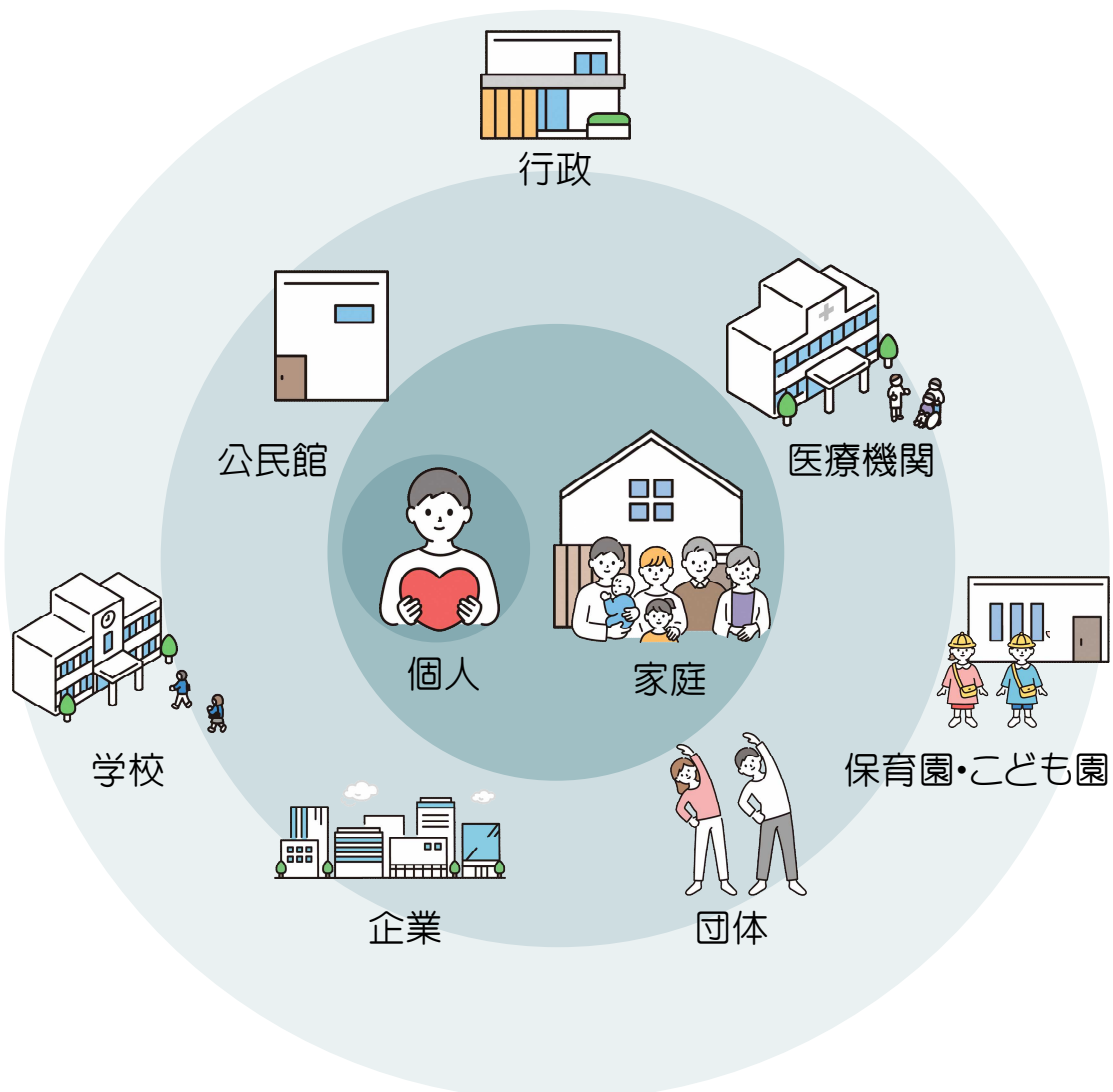 行政
公民館
医療機関
個人
家庭
学校
保育園・こども園
企業
団体